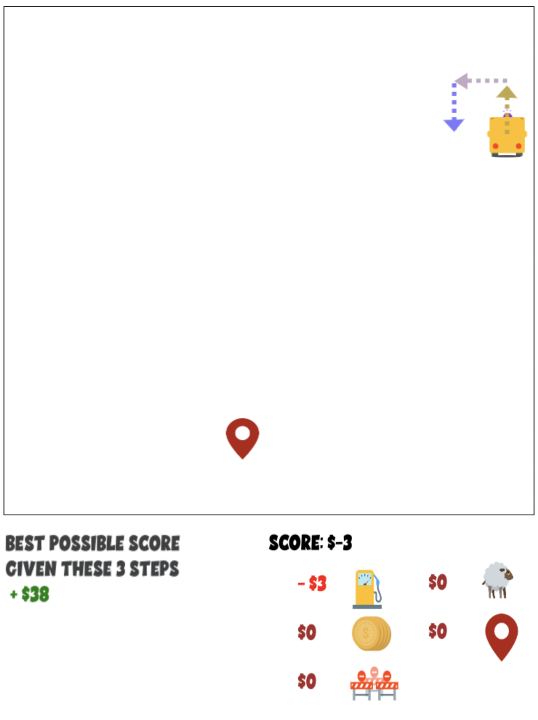 BEST POSSIBLE SCORE
GIVEN THESE 3 STEPS
+ $38
SCORE: $-3
- $3
$0
$0
$0
$0